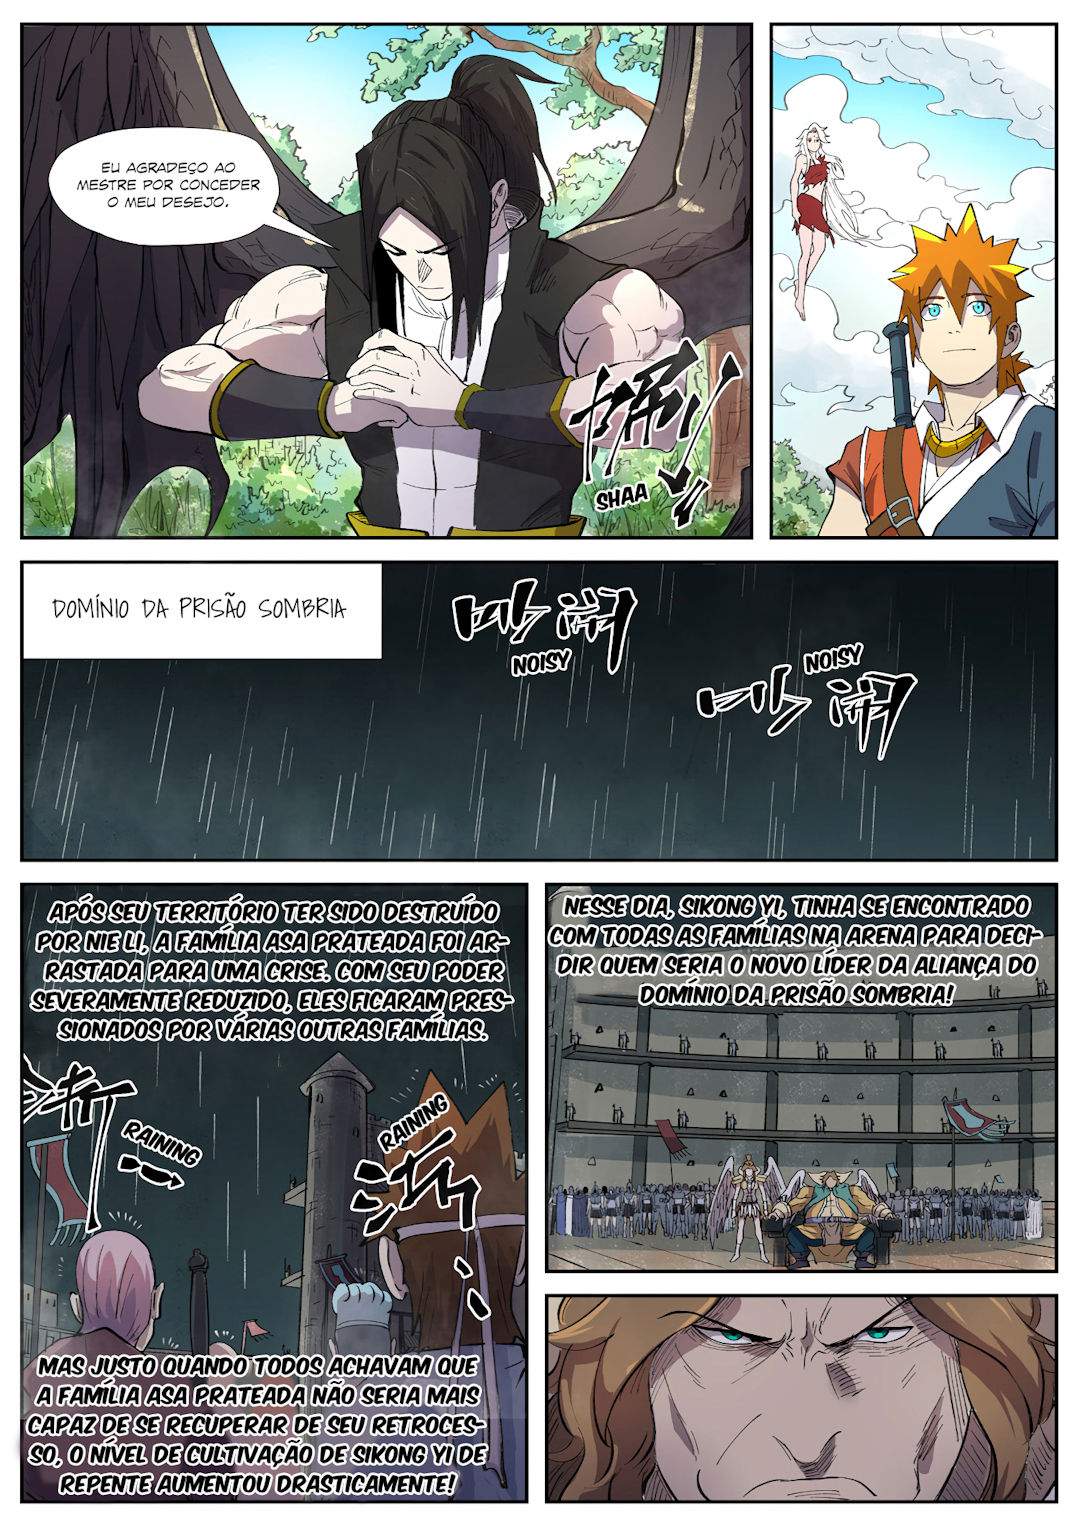 EU AGRADEÇO AO
MESTRE POR CONCEDER
O MEU DESEJO.
SHAA
DOMÍNIO DA PRISÃO SOMBRIA
吵闹
NOISY
NOISY
吵闹
APÓS SEU TERRITÓRIO TER SIDO DESTRUÍDO
POR NIE LI, A FAMÍLIA ASA PRATEADA FOI AR-
RASTADA PARA UMA CRISE. COM SEU PODER
SEVERAMENTE REDUZIDO, ELES FICARAM PRES-
SIONADOS POR VÁRIAS OUTRAS FAMÍLIAS.
RAINING
RAINING
MAS JUSTO QUANDO TODOS ACHAVAM QUE
A FAMÍLIA ASA PRATEADA NÃO SERIA MAIS
CAPAZ DE SE RECUPERAR DE SEU RETROCES-
SO, O NÍVEL DE CULTIVAÇÃO DE SIKONG YI DE
REPENTE AUMENTOU DRASTICAMENTE!
NESSE DIA, SIKONG YI, TINHA SE ENCONTRADO
COM TODAS AS FAMÍLIAS NA ARENA PARA DECI-
DIR QUEM SERIA O NOVO LÍDER DA ALIANÇA DO
DOMÍNIO DA PRISÃO SOMBRIA!